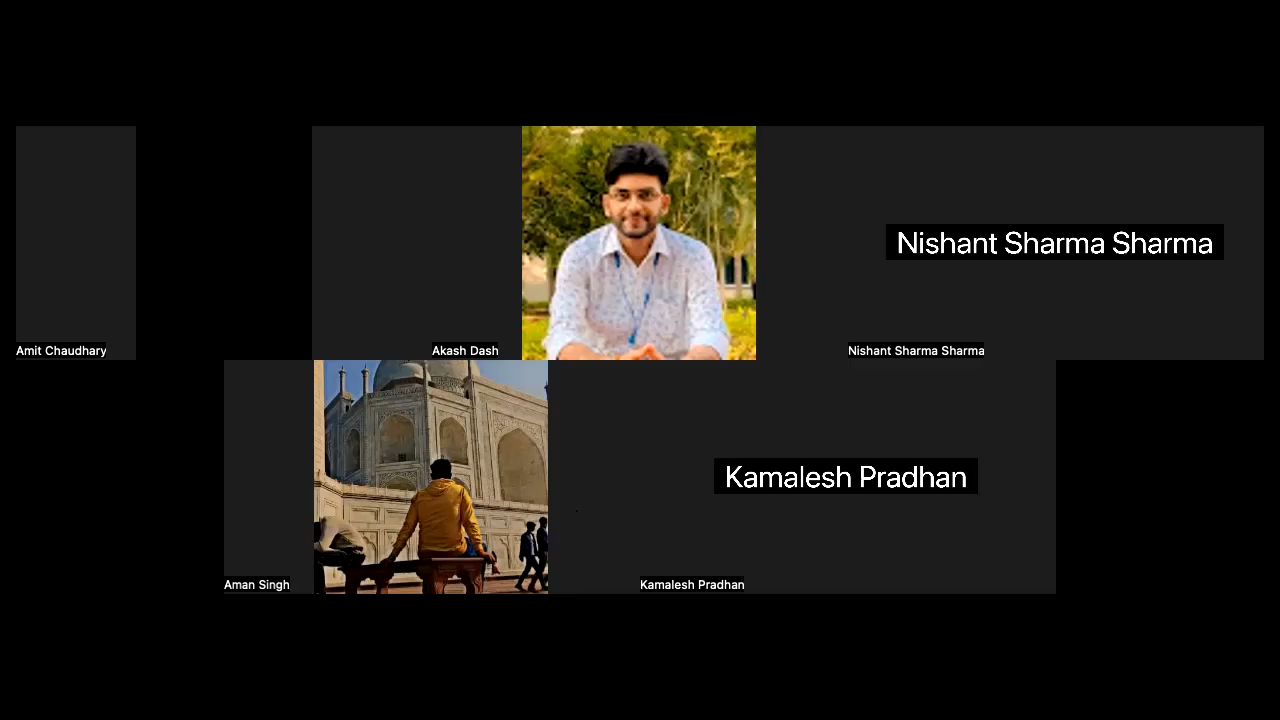 Nishant Sharma Sharma
Amit Chaudhary
Akash Dash
Nishant Sharma Sharma
Kamalesh Pradhan
Aman Singh
Kamalesh Pradhan